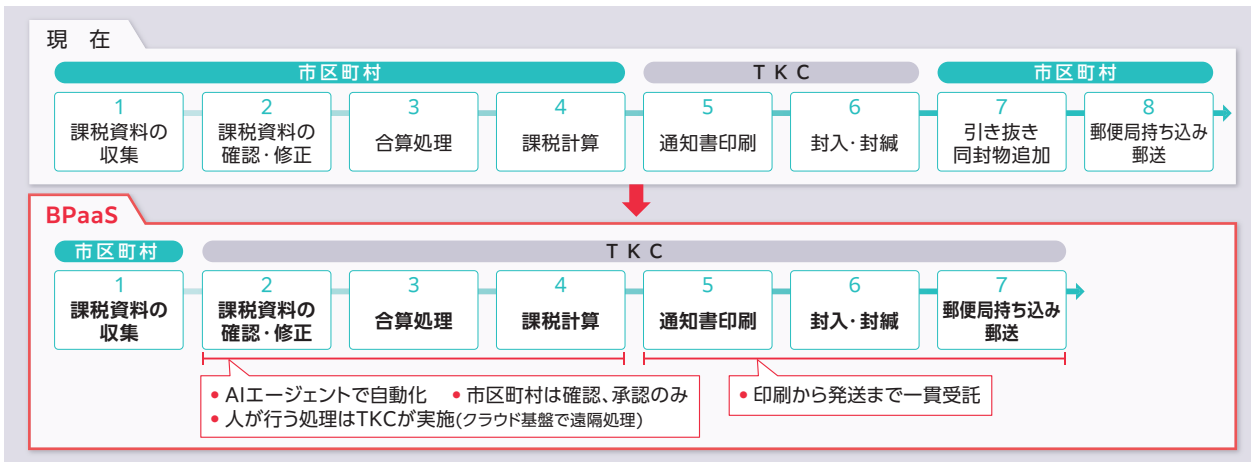 現 在
市区町村
TKC
市区町村
1
課税資料の
収集
2
課税資料の
確認・修正
3
合算処理
4
課税計算
5
通知書印刷
6
封入・封緘
7
引き抜き
同封物追加
8
郵便局持ち込み
郵送
BPaaS
市区町村
TKC
1
課税資料の
収集
2
課税資料の
確認・修正
3
合算処理
4
課税計算
5
通知書印刷
6
封入・封緘
7
郵便局持ち込み
郵送
• AIエージェントで自動化 • 市区町村は確認、承認のみ
• 人が行う処理はTKCが実施(クラウド基盤で遠隔処理)
• 印刷から発送まで一貫受託